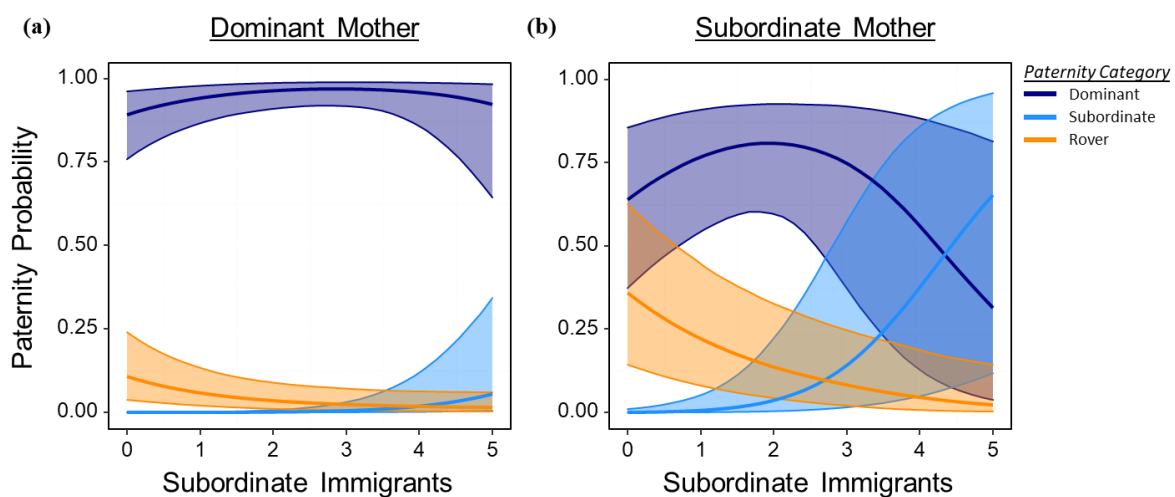 (a) Dominant Mother
(b) Subordinate Mother
Paternity Category
Dominant
Subordinate
Rover
Paternity Probability
1.00
0.75
0.50
0.25
0.00
0 1 2 3 4 5
Subordinate Immigrants
1.00
0.75
0.50
0.25
0.00
0 1 2 3 4 5
Subordinate Immigrants